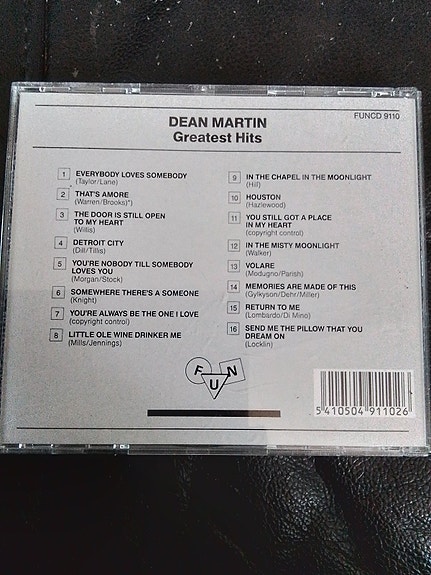 FUNCD 9110
DEAN MARTIN
Greatest Hits
1 EVERYBODY LOVES SOMEBODY
(Taylor/Lane)
2 THAT'S AMORE
(Warren/Brooks)*)
3 THE DOOR IS STILL OPEN
TO MY HEART
(Willis)
4 DETROIT CITY
(Dill/Tillis)
5 YOU'RE NOBODY TILL SOMEBODY
LOVES YOU
(Morgan/Stock)
6 SOMEWHERE THERE'S A SOMEONE
(Knight)
7 YOU'RE ALWAYS BE THE ONE I LOVE
(copyright control)
8 LITTLE OLE WINE DRINKER ME
(Mills/Jennings)
9 IN THE CHAPEL IN THE MOONLIGHT
(Hill)
10 HOUSTON
(Hazlewood)
11 YOU STILL GOT A PLACE
IN MY HEART
(copyright control)
12 IN THE MISTY MOONLIGHT
(Walker)
13 VOLARE
(Modugno/Parish)
14 MEMORIES ARE MADE OF THIS
(Gylkyson/Dehr/Miller)
15 RETURN TO ME
(Lombardo/Di Mino)
16 SEND ME THE PILLOW THAT YOU
DREAM ON
(Locklin)
FUN
5 410504 911026